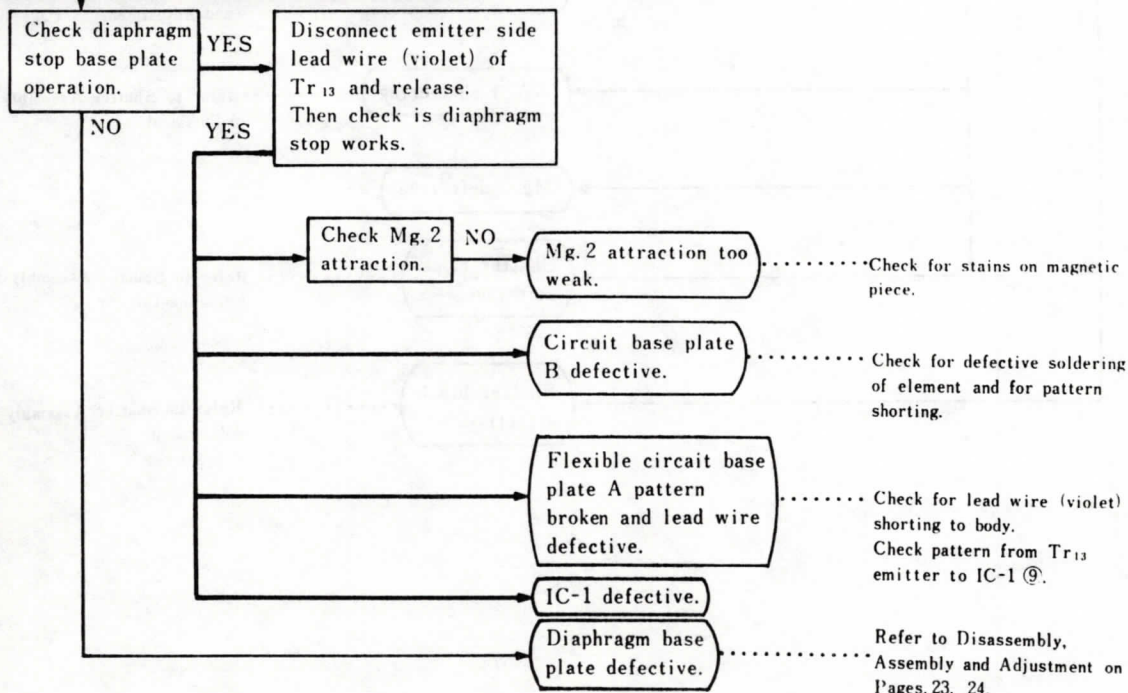 Check diaphragm
stop base plate
operation.
YES
Disconnect emitter side
lead wire (violet) of
Tr₁₃ and release.
Then check is diaphragm
stop works.
NO
YES
Check Mg.2
attraction.
NO
Mg.2 attraction too
weak.
Check for stains on magnetic
piece.
Circuit base plate
B defective.
Check for defective soldering
of element and for pattern
shorting.
Flexible circait base
plate A pattern
broken and lead wire
defective.
Check for lead wire (violet)
shorting to body.
Check pattern from Tr₁₃
emitter to IC-1 ⑨.
IC-1 defective.
Diaphragm base
plate defective.
Refer to Disassembly,
Assembly and Adjustment on
Pages. 23, 24